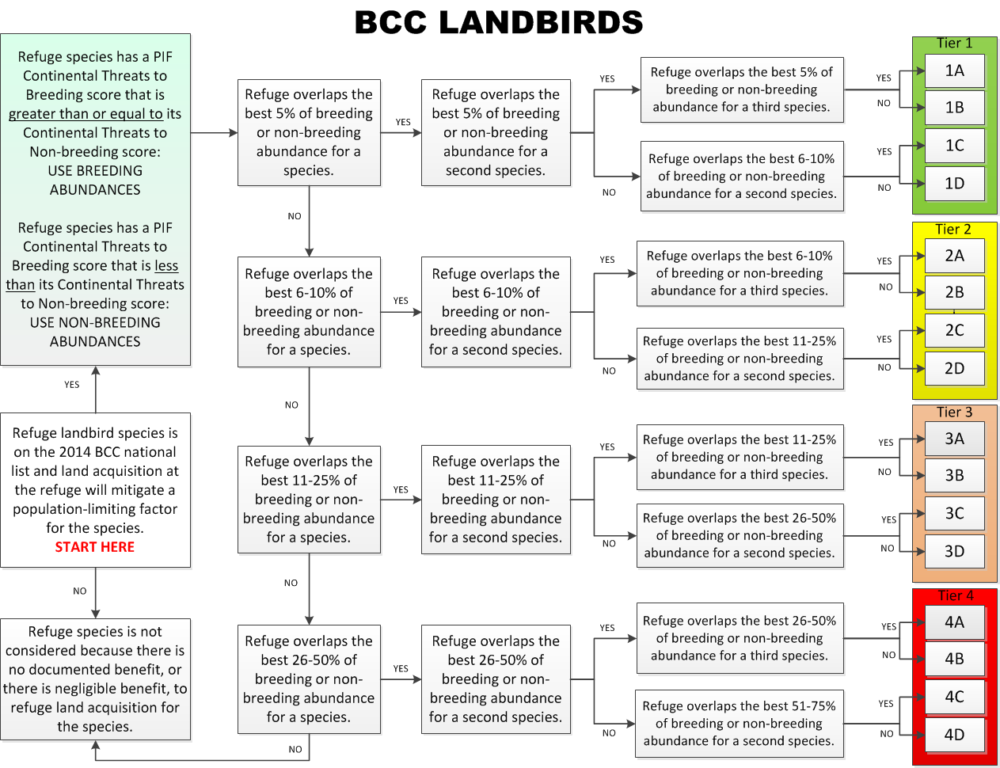 BCC LANDBIRDS
Refuge species has a PIF
Continental Threats to
Breeding score that is
greater than or equal to its
Continental Threats to
Non-breeding score:
USE BREEDING
ABUNDANCES
Refuge species has a PIF
Continental Threats to
Breeding score that is less
than its Continental Threats
to Non-breeding score:
USE NON-BREEDING
ABUNDANCES
YES
Refuge landbird species is
on the 2014 BCC national
list and land acquisition at
the refuge will mitigate a
population-limiting factor
for the species.
START HERE
NO
Refuge species is not
considered because there is
no documented benefit, or
there is negligible benefit, to
refuge land acquisition for
the species.
Refuge overlaps the
best 5% of breeding
or non-breeding
abundance for a
species.
YES
Refuge overlaps the
best 5% of breeding
or non-breeding
abundance for a
second species.
YES
Refuge overlaps the best 5% of
breeding or non-breeding
abundance for a third species.
NO
Refuge overlaps the best 6-10%
of breeding or non-breeding
abundance for a second species.
Tier 1
YES
1A
NO
1B
YES
1C
NO
1D
NO
Refuge overlaps the
best 6-10% of
breeding or non-
breeding abundance
for a species.
YES
Refuge overlaps the
best 6-10% of
breeding or non-
breeding abundance
for a second species.
YES
Refuge overlaps the best 6-10%
of breeding or non-breeding
abundance for a third species.
NO
Refuge overlaps the best 11-25%
of breeding or non-breeding
abundance for a second species.
Tier 2
YES
2A
NO
2B
YES
2C
NO
2D
NO
Refuge overlaps the
best 11-25% of
breeding or non-
breeding abundance
for a species.
YES
Refuge overlaps the
best 11-25% of
breeding or non-
breeding abundance
for a second species.
YES
Refuge overlaps the best 11-25%
of breeding or non-breeding
abundance for a third species.
NO
Refuge overlaps the best 26-50%
of breeding or non-breeding
abundance for a second species.
Tier 3
YES
3A
NO
3B
YES
3C
NO
3D
NO
Refuge overlaps the
best 26-50% of
breeding or non-
breeding abundance
for a species.
YES
Refuge overlaps the
best 26-50% of
breeding or non-
breeding abundance
for a second species.
YES
Refuge overlaps the best 26-50%
of breeding or non-breeding
abundance for a third species.
NO
Refuge overlaps the best 51-75%
of breeding or non-breeding
abundance for a second species.
Tier 4
YES
4A
NO
4B
YES
4C
NO
4D
NO